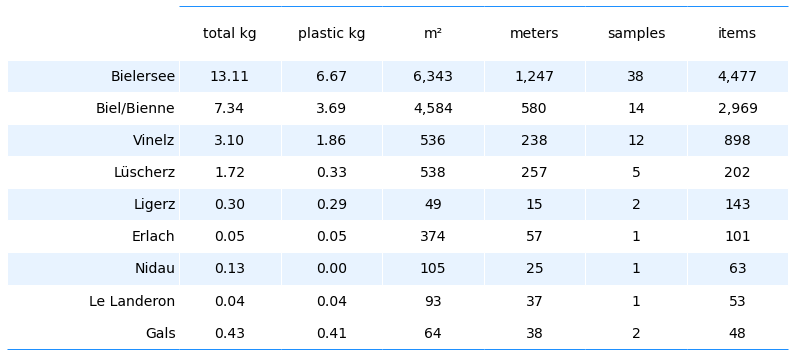 total kg plastic kg m² meters samples items
Bielersee 13.11 6.67 6,343 1,247 38 4,477
Biel/Bienne 7.34 3.69 4,584 580 14 2,969
Vinelz 3.10 1.86 536 238 12 898
Lüscherz 1.72 0.33 538 257 5 202
Ligerz 0.30 0.29 49 15 2 143
Erlach 0.05 0.05 374 57 1 101
Nidau 0.13 0.00 105 25 1 63
Le Landeron 0.04 0.04 93 37 1 53
Gals 0.43 0.41 64 38 2 48